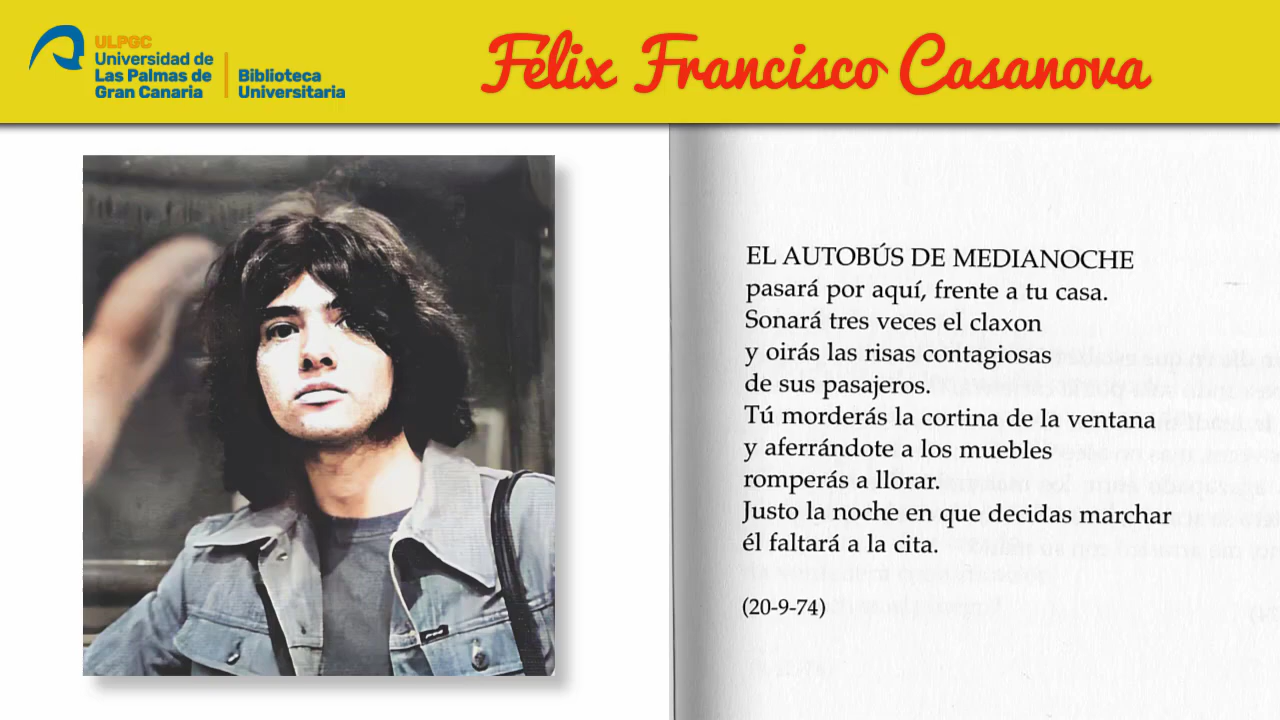 ULPGC
Universidad de
Las Palmas de
Gran Canaria
Biblioteca
Universitaria
Félix Francisco Casanova
EL AUTOBÚS DE MEDIANOCHE
pasará por aquí, frente a tu casa.
Sonará tres veces el claxon
y oirás las risas contagiosas
de sus pasajeros.
Tú morderás la cortina de la ventana
y aferrándote a los muebles
romperás a llorar.
Justo la noche en que decidas marchar
él faltará a la cita.
(20-9-74)